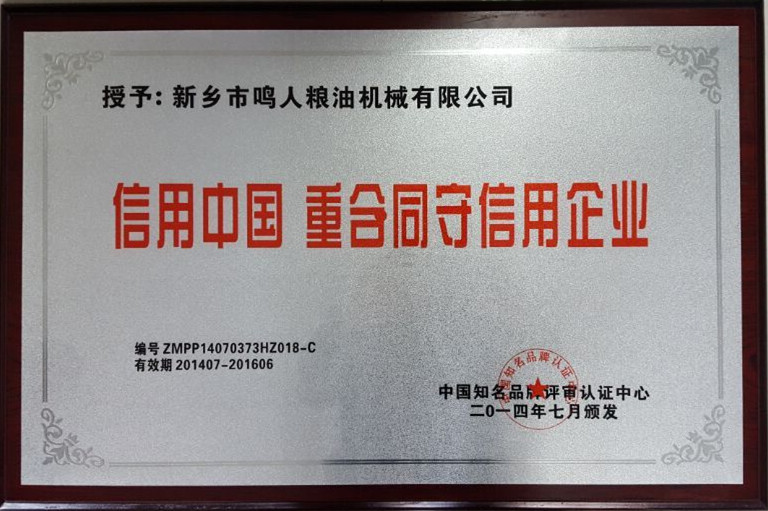 授予：新乡市鸣人粮油机械有限公司
信用中国 重合同守信用企业
编号 ZMPP14070373HZ018-C
有效期 201407-201606
中国知名品牌评审认证中心
二〇一四年七月颁发